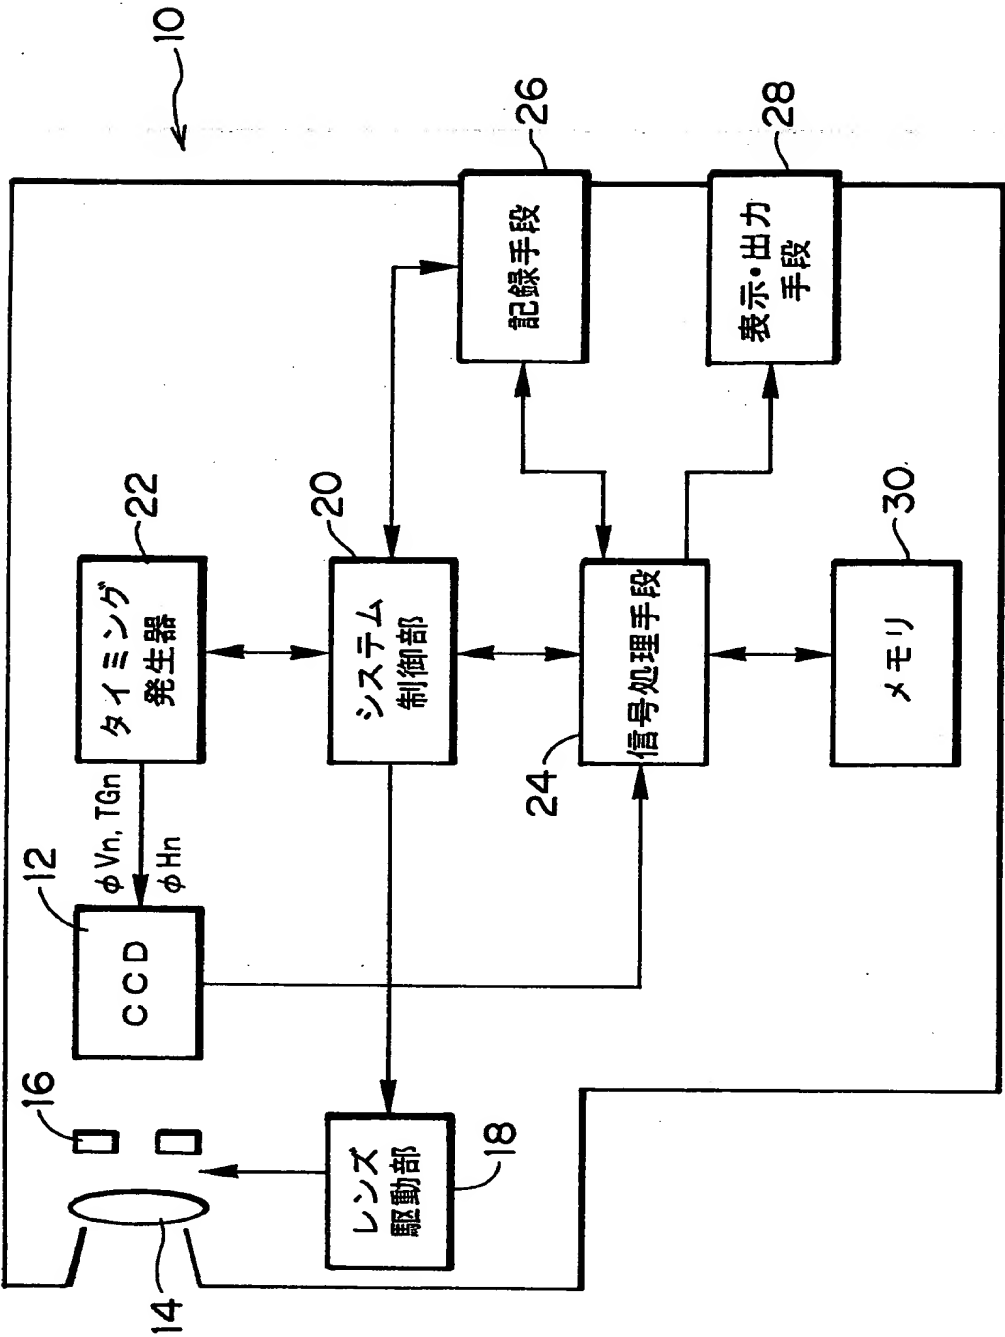 10
14
16
12
CCD
φVn, TGn
φHn
22
タイミング
発生器
レンズ
駆動部
18
20
システム
制御部
26
記録手段
24
信号処理手段
28
表示・出力
手段
30
メモリ